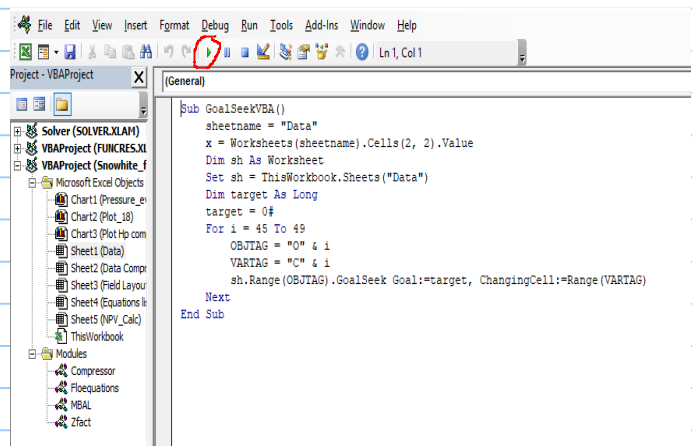 File Edit View Insert Format Debug Run Tools Add-Ins Window Help
Ln 1, Col 1
Project - VBAProject X
(General)
Solver (SOLVER.XLAM)
VBAProject (FUNCRES.XL
VBAProject (Snowhite_f
Microsoft Excel Objects
Chart1 (Pressure_e
Chart2 (Plot_18)
Chart3 (Plot Hp com
Sheet1 (Data)
Sheet2 (Data Compr
Sheet3 (Field Layou
Sheet4 (Equations li
Sheet5 (NPV_Calc)
ThisWorkbook
Modules
Compressor
Floequations
MBAL
Zfact
Sub GoalSeekVBA()
sheetname = "Data"
x = Worksheets(sheetname).Cells(2, 2).Value
Dim sh As Worksheet
Set sh = ThisWorkbook.Sheets("Data")
Dim target As Long
target = 0#
For i = 45 To 49
OBJTAG = "O" & i
VARTAG = "C" & i
sh.Range(OBJTAG).GoalSeek Goal:=target, ChangingCell:=Range(VARTAG)
Next
End Sub